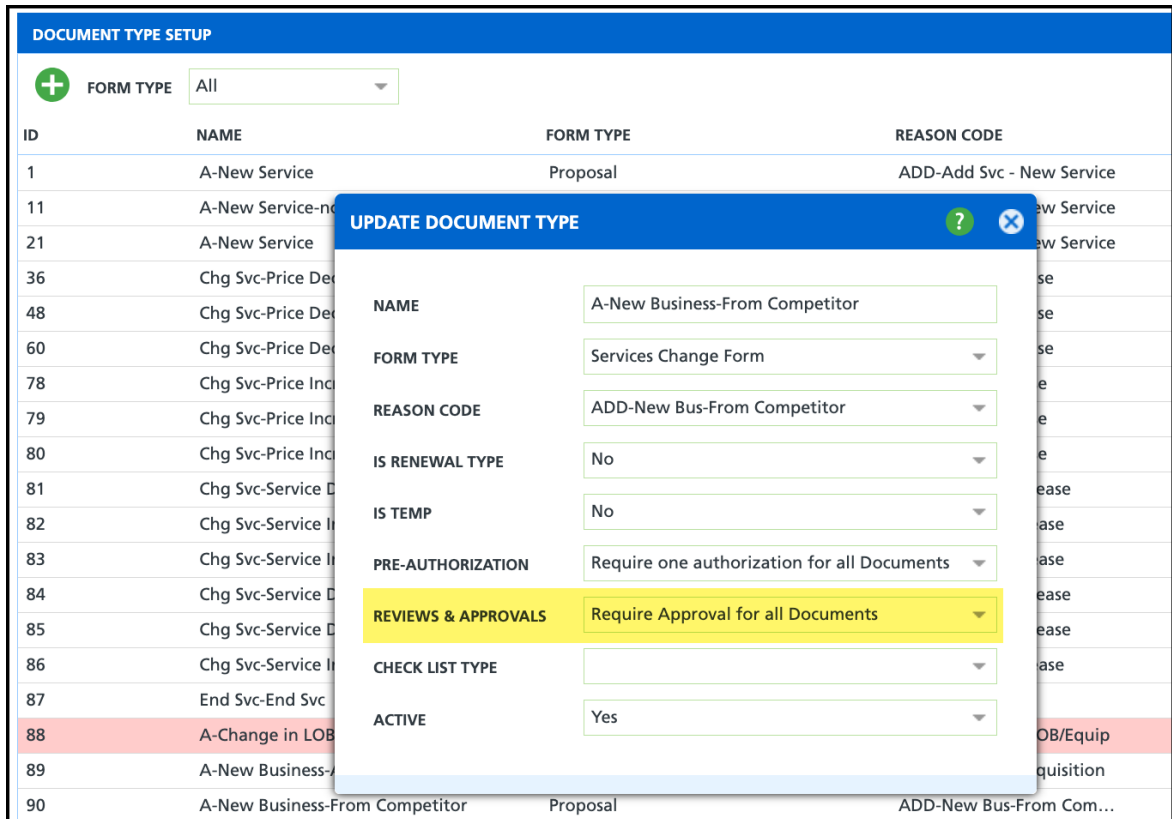 DOCUMENT TYPE SETUP
FORM TYPE All
ID NAME FORM TYPE REASON CODE
1 A-New Service Proposal ADD-Add Svc - New Service
11 A-New Service-no ew Service
21 A-New Service ew Service
36 Chg Svc-Price Dec se
48 Chg Svc-Price Dec se
60 Chg Svc-Price Dec se
78 Chg Svc-Price Incr e
79 Chg Svc-Price Incr e
80 Chg Svc-Price Incr e
81 Chg Svc-Service D ease
82 Chg Svc-Service In ase
83 Chg Svc-Service In ase
84 Chg Svc-Service D ease
85 Chg Svc-Service D ease
86 Chg Svc-Service In ase
87 End Svc-End Svc
88 A-Change in LOB OB/Equip
89 A-New Business-A quisition
90 A-New Business-From Competitor Proposal ADD-New Bus-From Com...
UPDATE DOCUMENT TYPE ?
NAME A-New Business-From Competitor
FORM TYPE Services Change Form
REASON CODE ADD-New Bus-From Competitor
IS RENEWAL TYPE No
IS TEMP No
PRE-AUTHORIZATION Require one authorization for all Documents
REVIEWS & APPROVALS Require Approval for all Documents
CHECK LIST TYPE
ACTIVE Yes